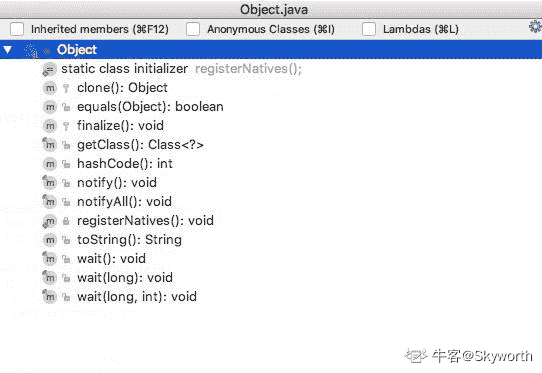 Object.java
Inherited members (⌘F12) Anonymous Classes (⌘I) Lambdas (⌘L)
Object
static class initializer registerNatives();
clone(): Object
equals(Object): boolean
finalize(): void
getClass(): Class<?>
hashCode(): int
notify(): void
notifyAll(): void
registerNatives(): void
toString(): String
wait(): void
wait(long): void
wait(long, int): void
牛客@Skyworth